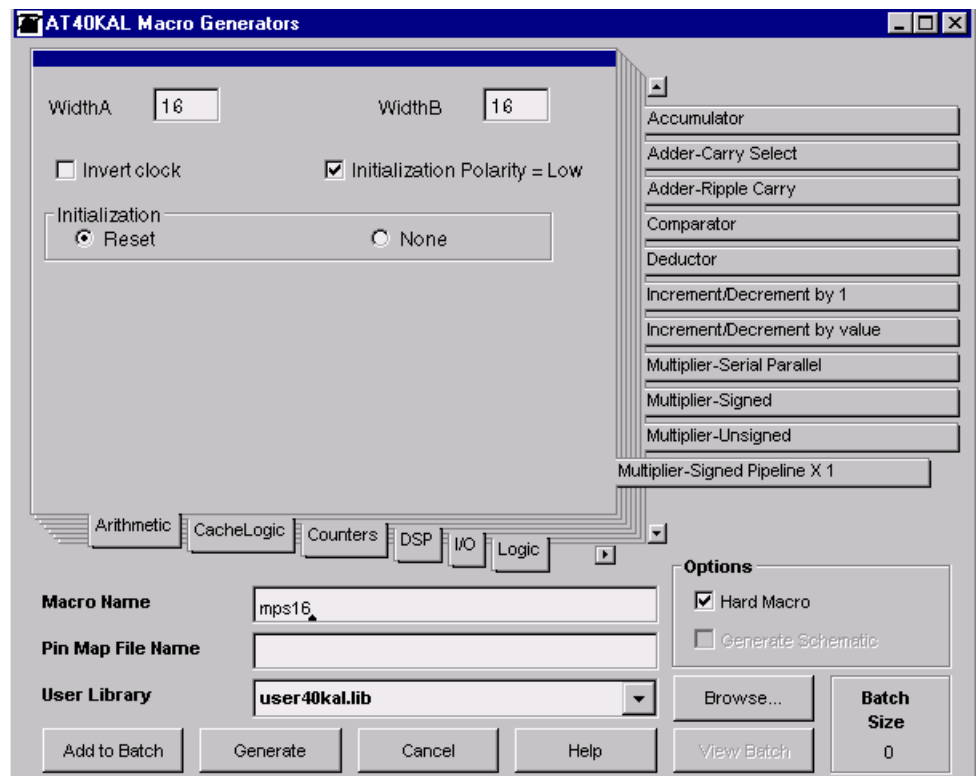 AT40KAL Macro Generators
WidthA 16 WidthB 16
Invert clock Initialization Polarity = Low
Initialization
Reset None
Accumulator
Adder-Carry Select
Adder-Ripple Carry
Comparator
Deductor
Increment/Decrement by 1
Increment/Decrement by value
Multiplier-Serial Parallel
Multiplier-Signed
Multiplier-Unsigned
Multiplier-Signed Pipeline X 1
Arithmetic CacheLogic Counters DSP I/O Logic
Macro Name mps16
Pin Map File Name
User Library user40kal.lib
Options
Hard Macro
Generate Schematic
Browse...
View Batch
Batch
Size
0
Add to Batch Generate Cancel Help